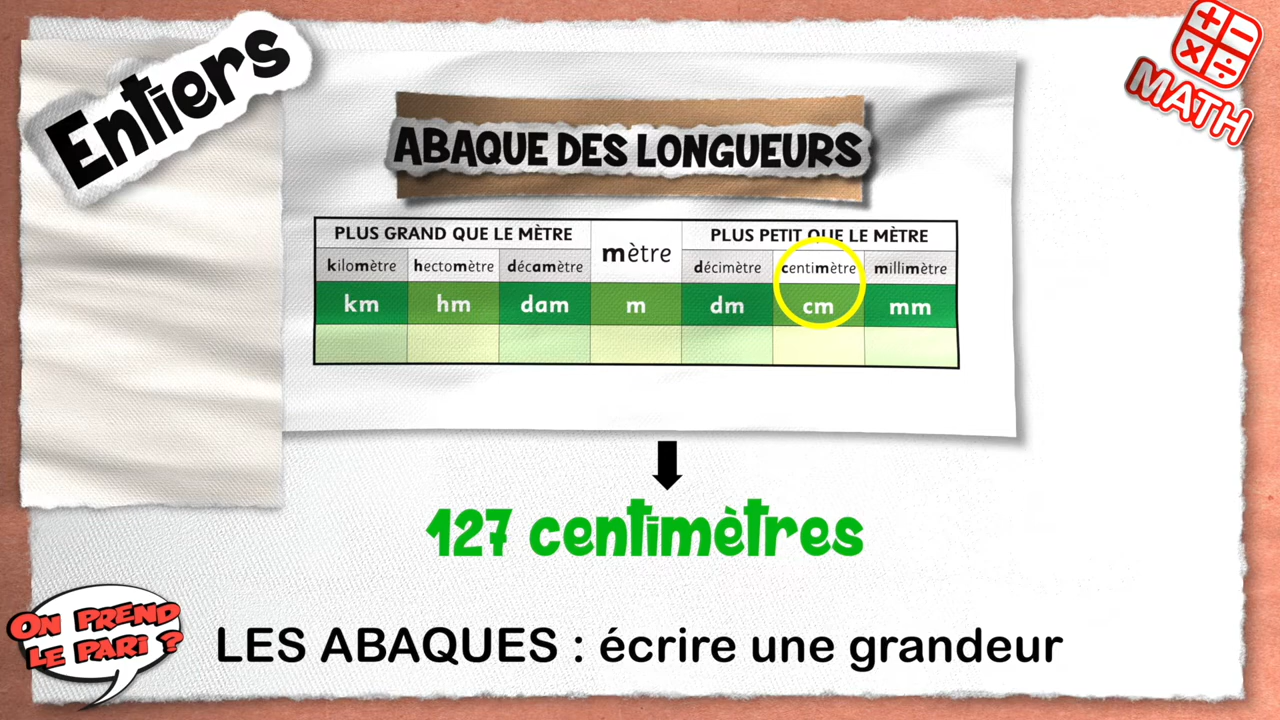 Entiers
MATH
ABAQUE DES LONGUEURS
PLUS GRAND QUE LE MÈTRE mètre PLUS PETIT QUE LE MÈTRE
kilomètre hectomètre décamètre décimètre centimètre millimètre
km hm dam m dm cm mm
127 centimètres
ON PREND
LE PARI ?
LES ABAQUES : écrire une grandeur